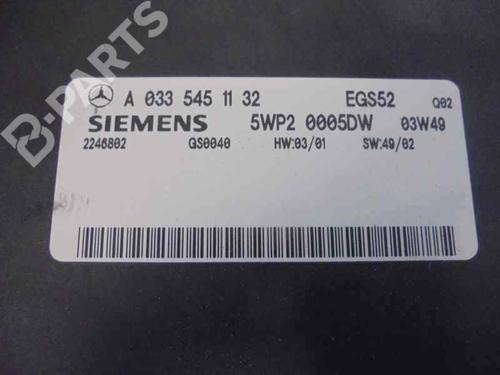 B-PARTS
A 033 545 11 32 EGS52 Q02
SIEMENS 5WP2 0005DW 03W49
2246802 GS0040 HW:03/01 SW:49/02